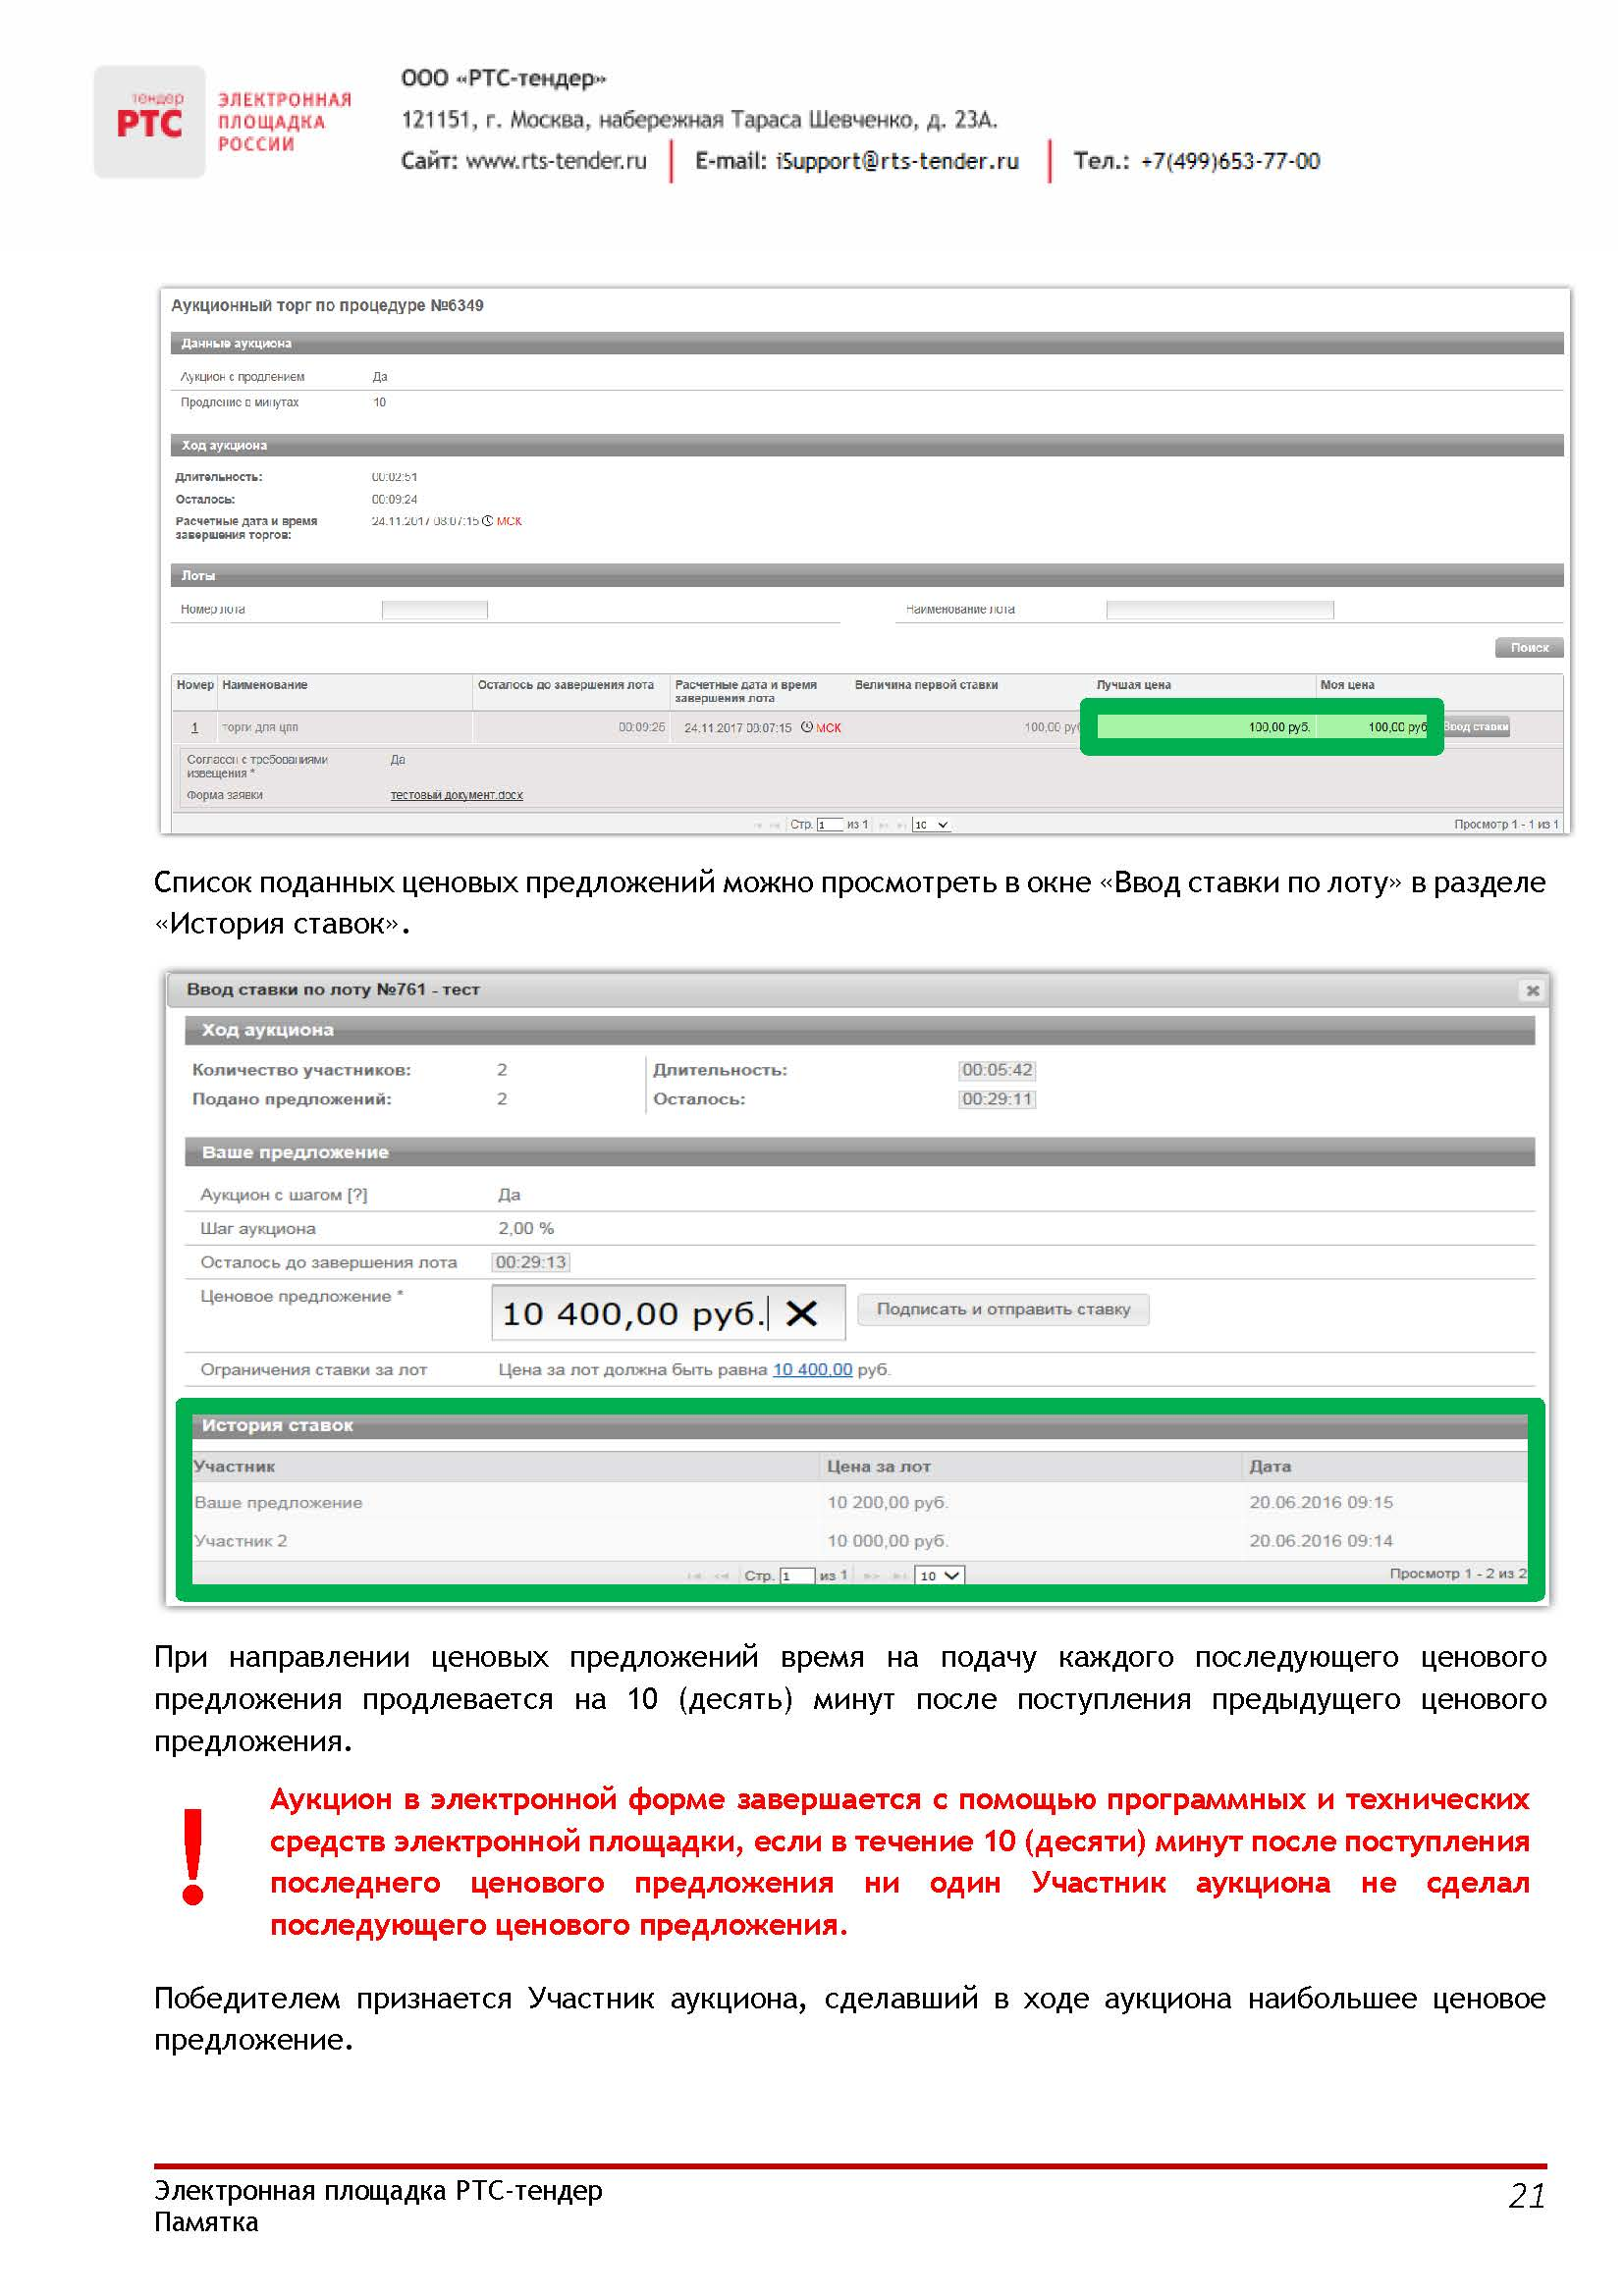 тендер
РТС
ЭЛЕКТРОННАЯ
ПЛОЩАДКА
РОССИИ
ООО «РТС-тендер»
121151, г. Москва, набережная Тараса Шевченко, д. 23А.
Сайт: www.rts-tender.ru E-mail: iSupport@rts-tender.ru Тел.: +7(499)653-77-00
Аукционный торг по процедуре №6349
Данные аукциона
Аукцион с продлением Да
Продление в минутах 10
Ход аукциона
Длительность: 00:02:51
Осталось: 00:09:24
Расчетные дата и время 24.11.2017 08:07:15 МСК
завершения торгов:
Лоты
Номер лота Наименование лота
Поиск
Номер Наименование Осталось до завершения лота Расчетные дата и время Величина первой ставки Лучшая цена Моя цена
завершения лота
1 торги для цпп 00:09:25 24.11.2017 08:07:15 МСК 100,00 руб 100,00 руб. 100,00 руб Ввод ставки
Согласен с требованиями Да
извещения *
Форма заявки тестовый документ.docx
Стр. 1 из 1 10 Просмотр 1 - 1 из 1
Список поданных ценовых предложений можно просмотреть в окне «Ввод ставки по лоту» в разделе
«История ставок».
Ввод ставки по лоту №761 - тест
Ход аукциона
Количество участников: 2 Длительность: 00:05:42
Подано предложений: 2 Осталось: 00:29:11
Ваше предложение
Аукцион с шагом [?] Да
Шаг аукциона 2,00 %
Осталось до завершения лота 00:29:13
Ценовое предложение * 10 400,00 руб. Подписать и отправить ставку
Ограничения ставки за лот Цена за лот должна быть равна 10 400,00 руб.
История ставок
Участник Цена за лот Дата
Ваше предложение 10 200,00 руб. 20.06.2016 09:15
Участник 2 10 000,00 руб. 20.06.2016 09:14
Стр. 1 из 1 10 Просмотр 1 - 2 из 2
При направлении ценовых предложений время на подачу каждого последующего ценового
предложения продлевается на 10 (десять) минут после поступления предыдущего ценового
предложения.
! Аукцион в электронной форме завершается с помощью программных и технических
средств электронной площадки, если в течение 10 (десяти) минут после поступления
последнего ценового предложения ни один Участник аукциона не сделал
последующего ценового предложения.
Победителем признается Участник аукциона, сделавший в ходе аукциона наибольшее ценовое
предложение.
Электронная площадка РТС-тендер 21
Памятка